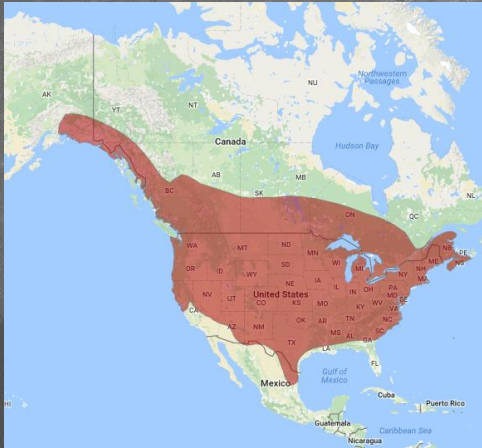 Northwestern
Passages
NU
AK
YT
NT
Canada
Hudson Bay
AB
MB
BC
SK
NL
ON
QC
WA
MT
ND
NB
PE
MN
ME
NS
OR
ID
SD
WI
MI
NH
WY
NY
MA
IA
NE
PA
IL
IN
OH
NV
UT
United States
MD
DE
CO
KS
MO
WV
KY
VA
CA
OK
TN
NC
AZ
NM
AR
SC
MS
AL
TX
GA
LA
FL
Gulf of
Mexico
Mexico
Cuba
HI
Puerto Rico
Guatemala
Caribbean Sea
Nicaragua